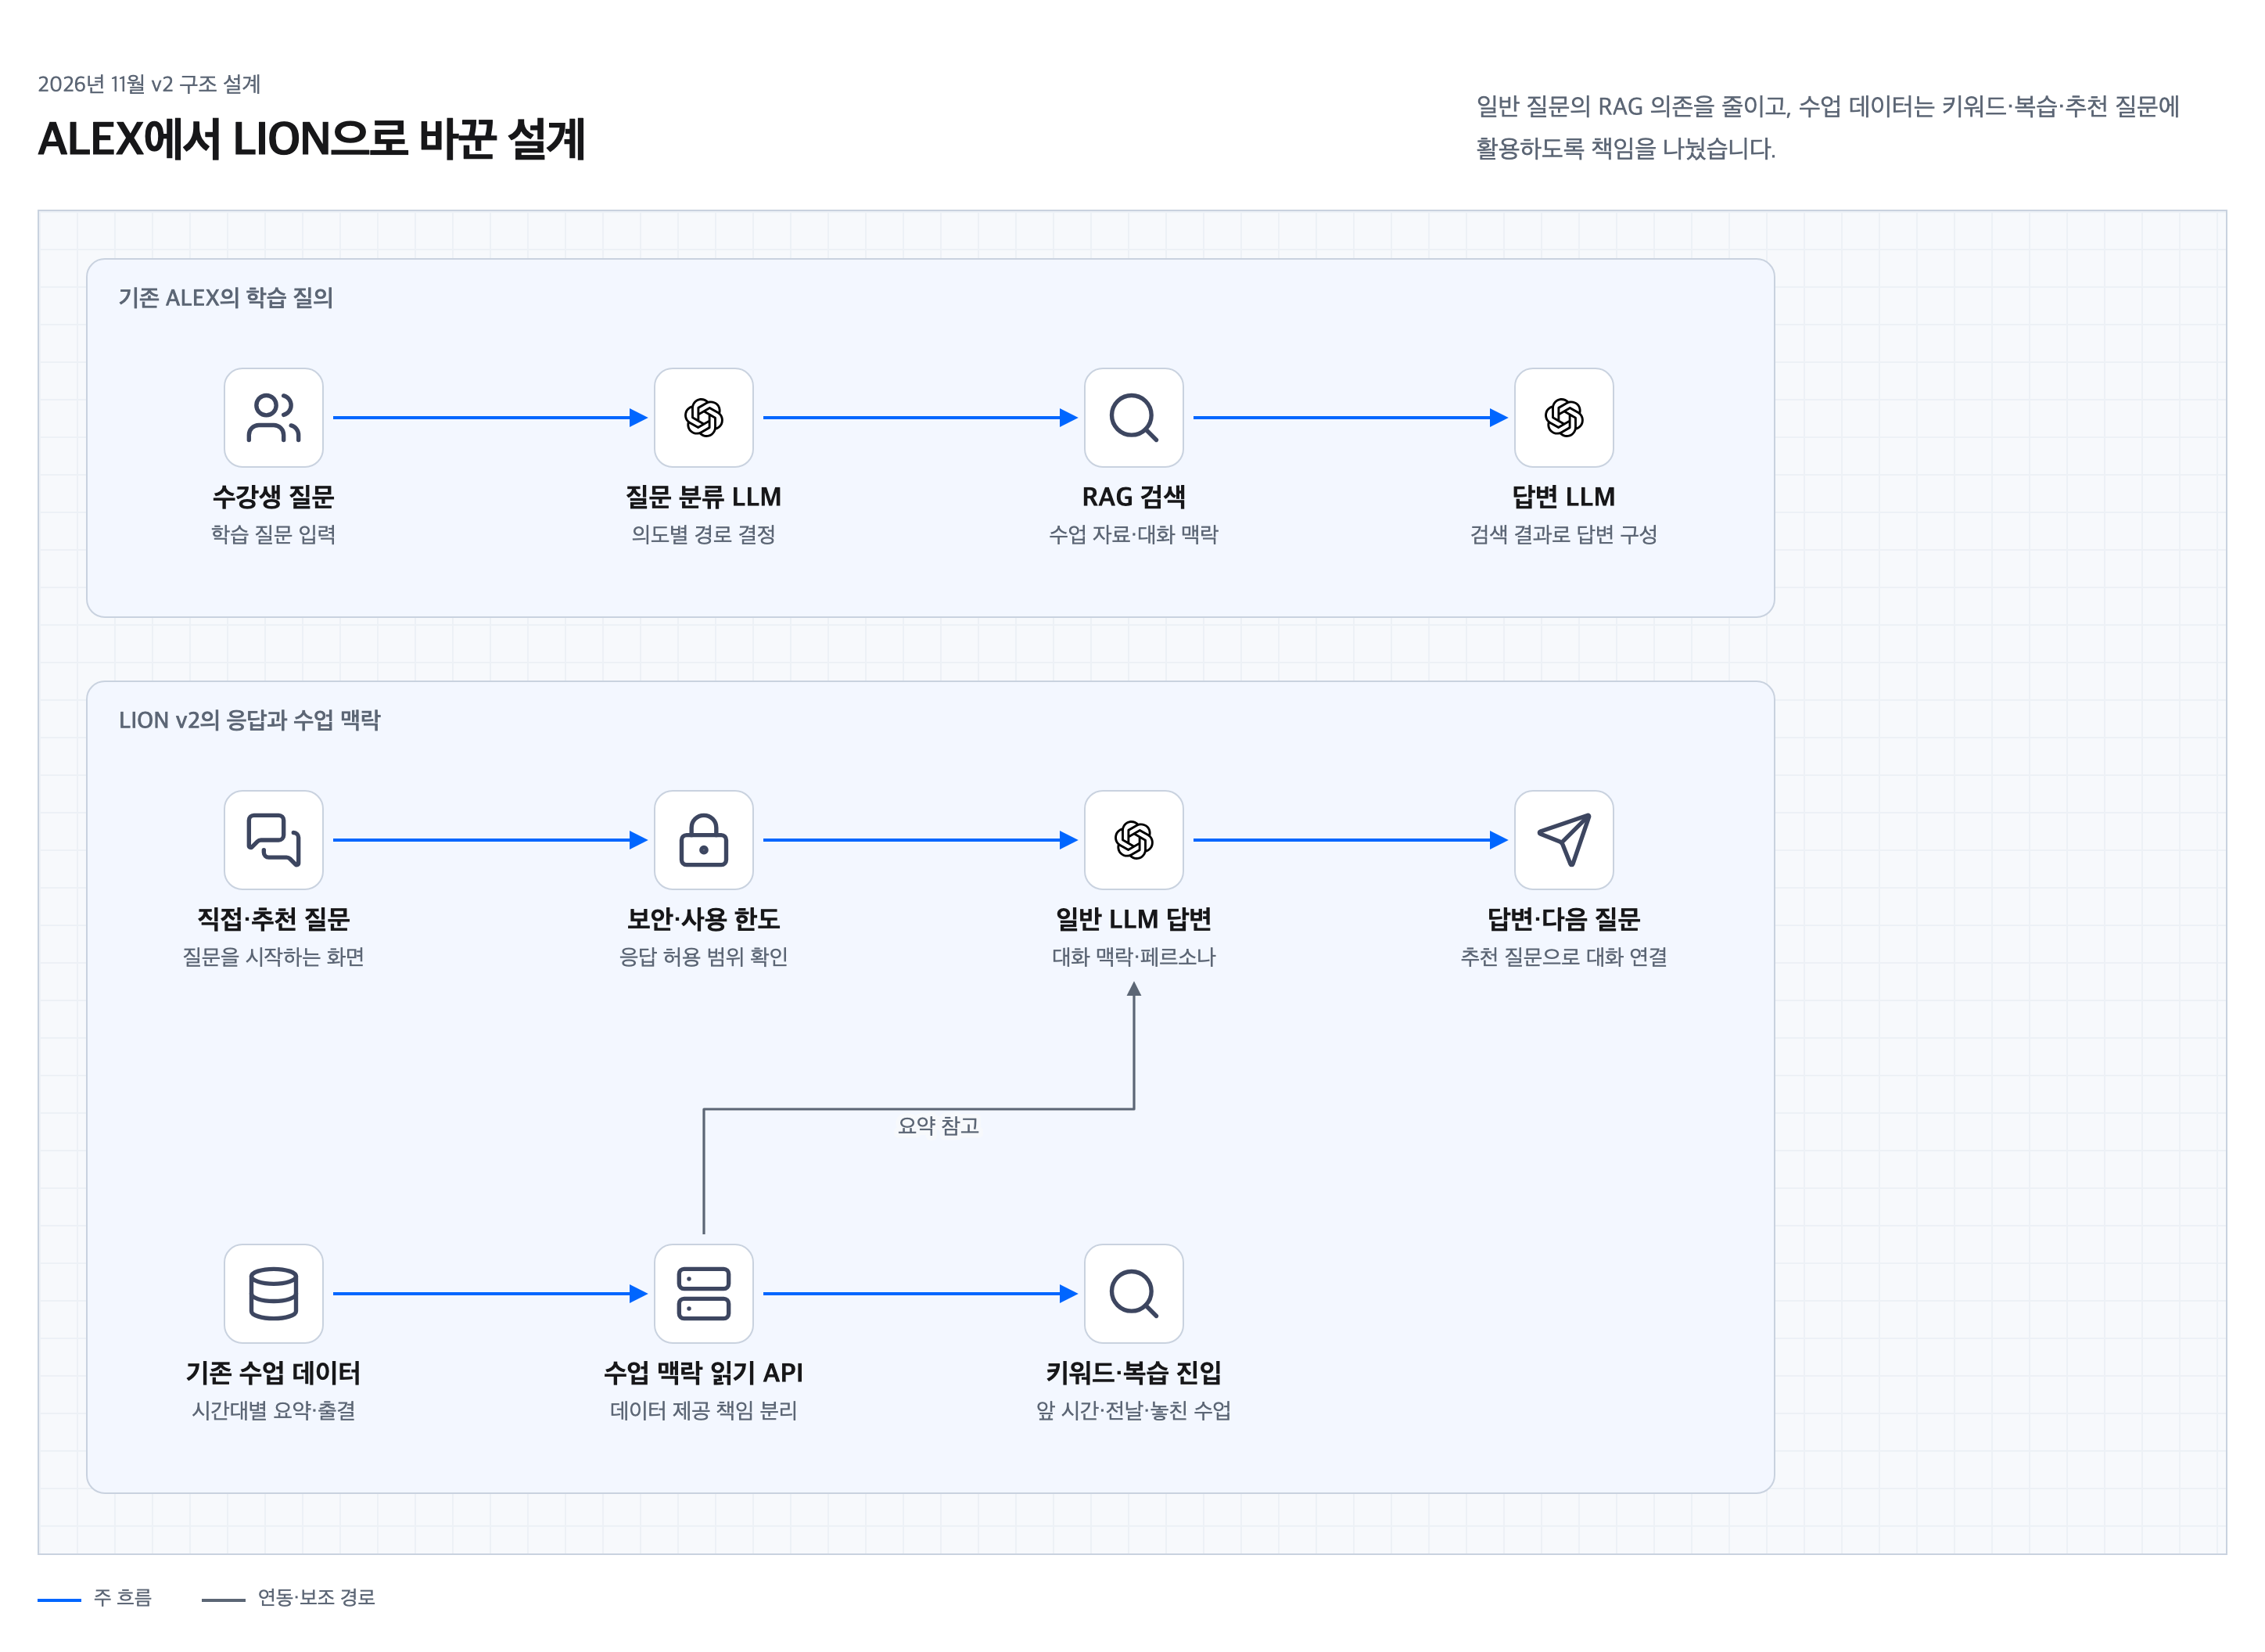 2026년 11월 v2 구조 설계
ALEX에서 LION으로 바꾼 설계
일반 질문의 RAG 의존을 줄이고, 수업 데이터는 키워드·복습·추천 질문에
활용하도록 책임을 나눴습니다.
기존 ALEX의 학습 질의
수강생 질문
학습 질문 입력
질문 분류 LLM
의도별 경로 결정
RAG 검색
수업 자료·대화 맥락
답변 LLM
검색 결과로 답변 구성
LION v2의 응답과 수업 맥락
직접·추천 질문
질문을 시작하는 화면
보안·사용 한도
응답 허용 범위 확인
일반 LLM 답변
대화 맥락·페르소나
답변·다음 질문
추천 질문으로 대화 연결
요약 참고
기존 수업 데이터
시간대별 요약·출결
수업 맥락 읽기 API
데이터 제공 책임 분리
키워드·복습 진입
앞 시간·전날·놓친 수업
주 흐름
연동·보조 경로